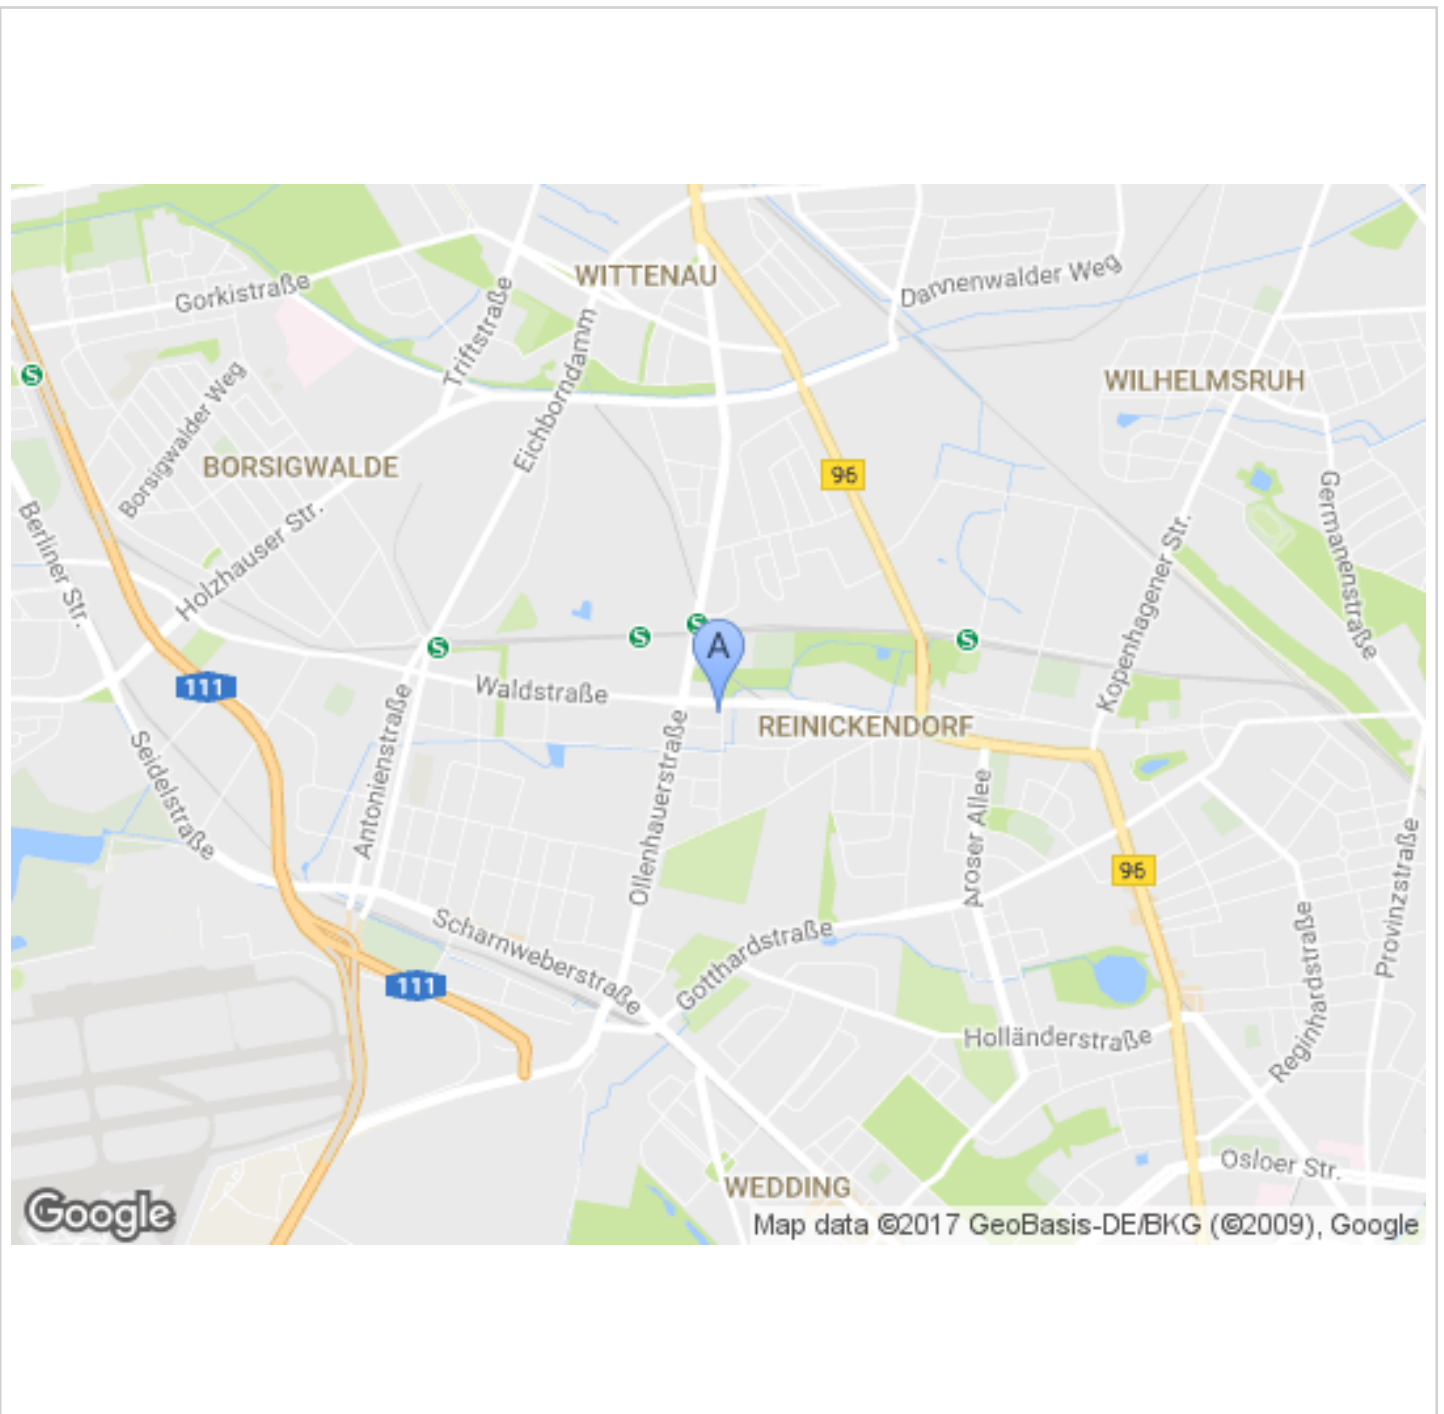 WITTENAU
Dannenwalder Weg
Gorkistraße
Triftstraße
Eichborndamm
WILHELMSRUH
S
Borsigwalder Weg
BORSIGWALDE
96
Germanenstraße
Berliner Str.
Holzhauser Str.
Kopenhagener Str.
S
S
S
S
A
111
Waldstraße
REINICKENDORF
Antonienstraße
Seidelstraße
Ollenhauerstraße
Aroser Allee
96
Provinzstraße
Scharnweberstraße
Gotthardstraße
111
Reginhardstraße
Holländerstraße
Osloer Str.
WEDDING
Google
Map data ©2017 GeoBasis-DE/BKG (©2009), Google